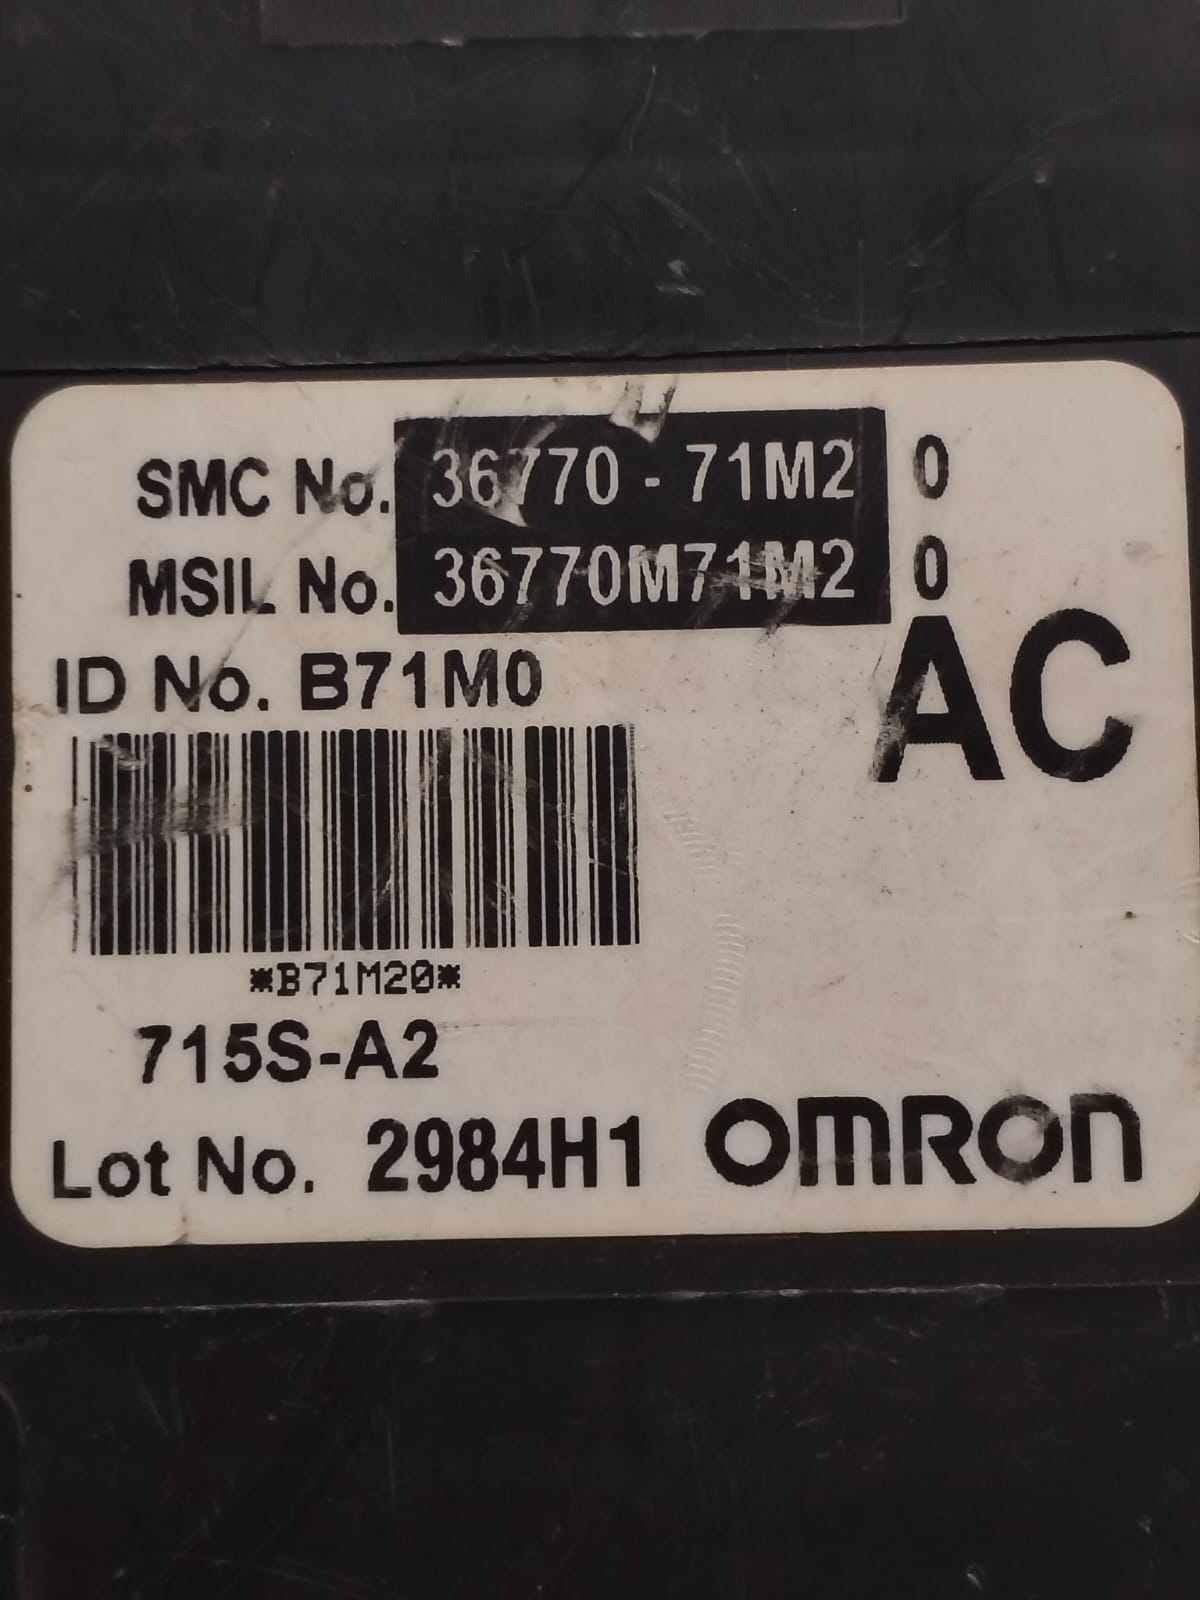 SMC No. 36770-71M2 0
MSIL No. 36770M71M2 0
AC
ID No. B71M0
*B71M20*
715S-A2
Lot No. 2984H1 OMRON